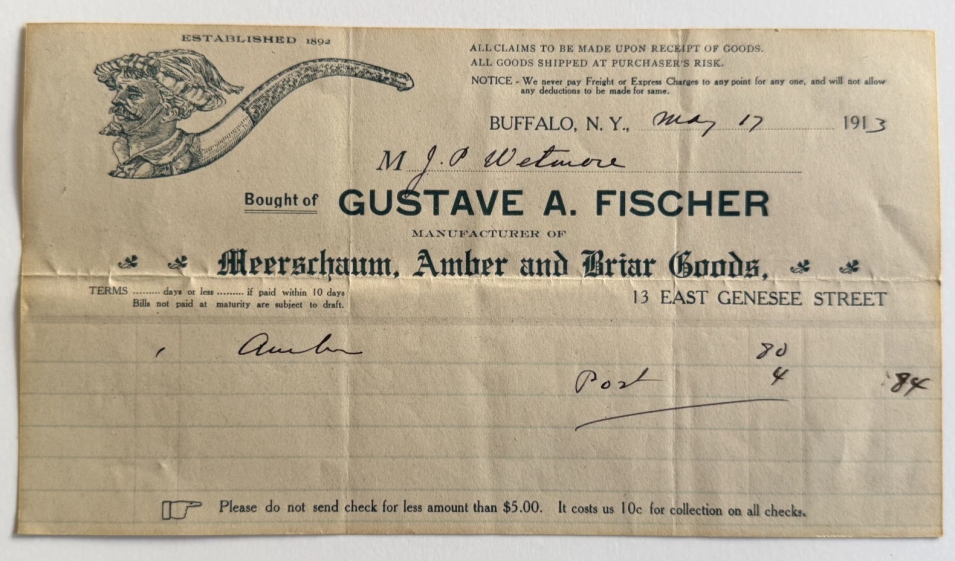 ESTABLISHED 1892
ALL CLAIMS TO BE MADE UPON RECEIPT OF GOODS.
ALL GOODS SHIPPED AT PURCHASER'S RISK.
NOTICE - We never pay Freight or Express Charges to any point for any one, and will not allow
any deductions to be made for same.
BUFFALO, N. Y., May 17 1913
M J. P Wetmore
Bought of GUSTAVE A. FISCHER
MANUFACTURER OF
Meerschaum, Amber and Briar Goods,
TERMS ......... days or less ......... if paid within 10 days
Bills not paid at maturity are subject to draft.
13 EAST GENESEE STREET
Amber 80
Post 4 84
Please do not send check for less amount than $5.00. It costs us 10c for collection on all checks.